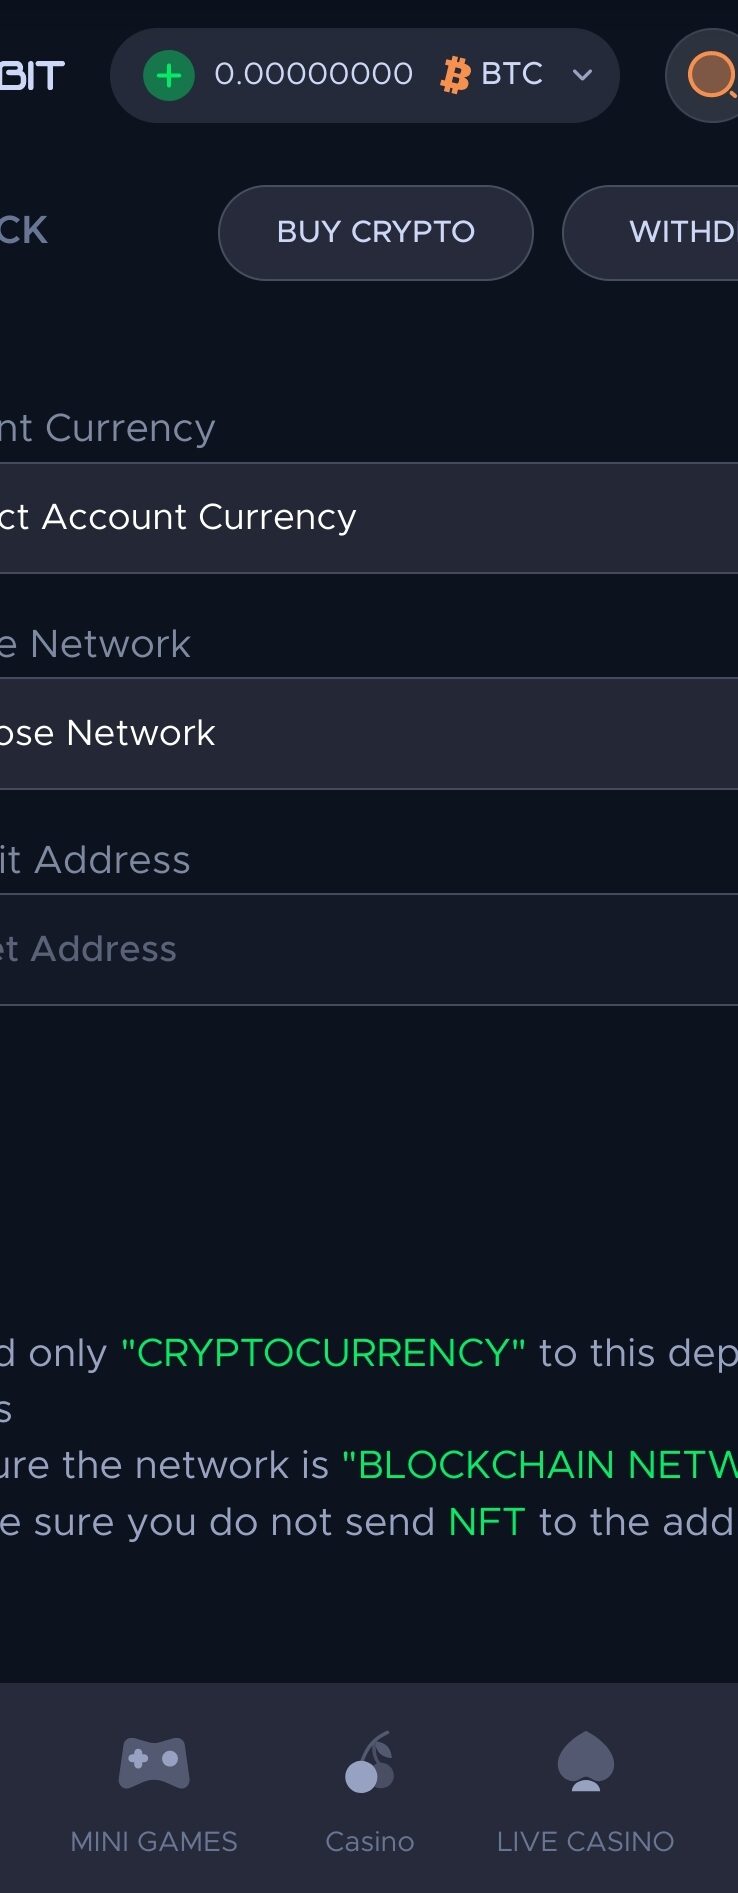 BIT 0.00000000 BTC
CK BUY CRYPTO WITHD
nt Currency
ct Account Currency
e Network
ose Network
it Address
et Address
d only "CRYPTOCURRENCY" to this dep
s
ure the network is "BLOCKCHAIN NETW
e sure you do not send NFT to the add
MINI GAMES Casino LIVE CASINO